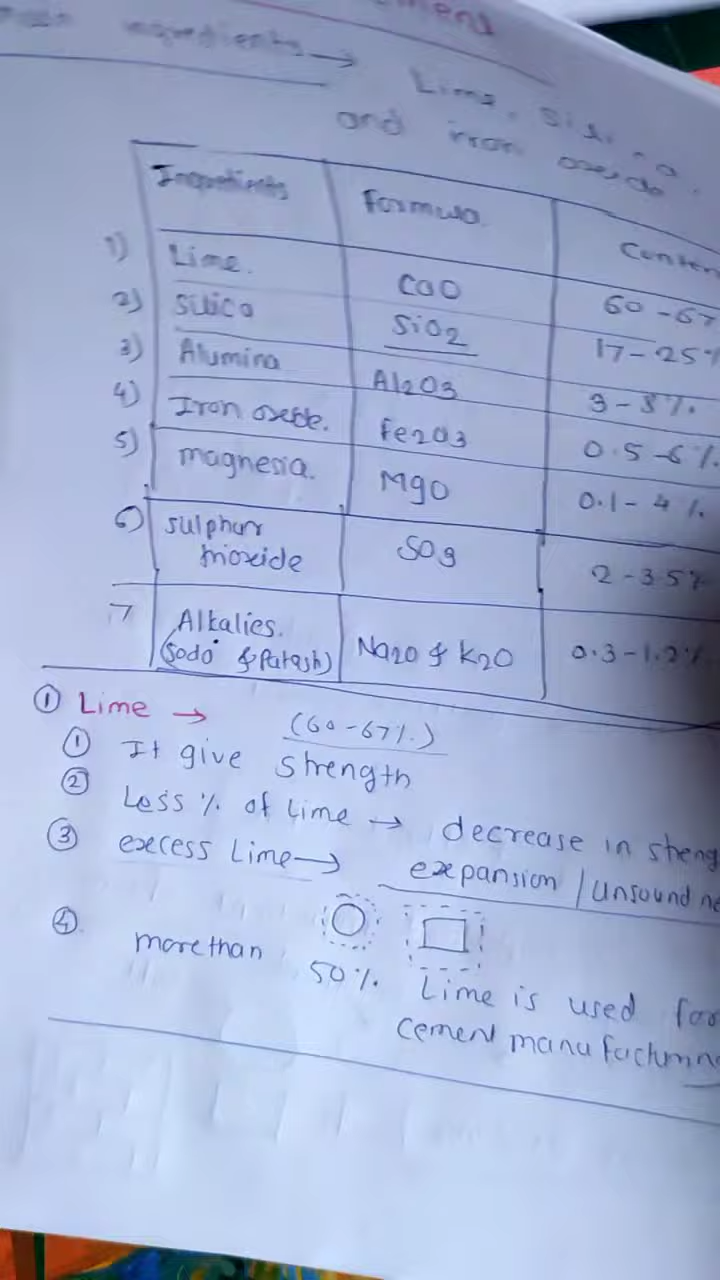 ingredients → Lime, 
and iron oxide
Ingredients Formula Conten
1) Lime. CaO 60-67
2) Silica SiO2 17-25%
3) Alumina Al2O3 3-8%.
4) Iron oxide. Fe2O3 0.5-6%.
5) magnesia. MgO 0.1-4%.
6) Sulphur SO3 2-3.5%
trioxide
7 Alkalies. Na2O & K2O 0.3-1.2%
(Soda & Patash)
① Lime → (60-67%.)
① It give strength
② Less % of Lime → decrease in streng
③ excess Lime → expansion / Unsound ne
④ more than 50%. Lime is used for
cement manufacturing